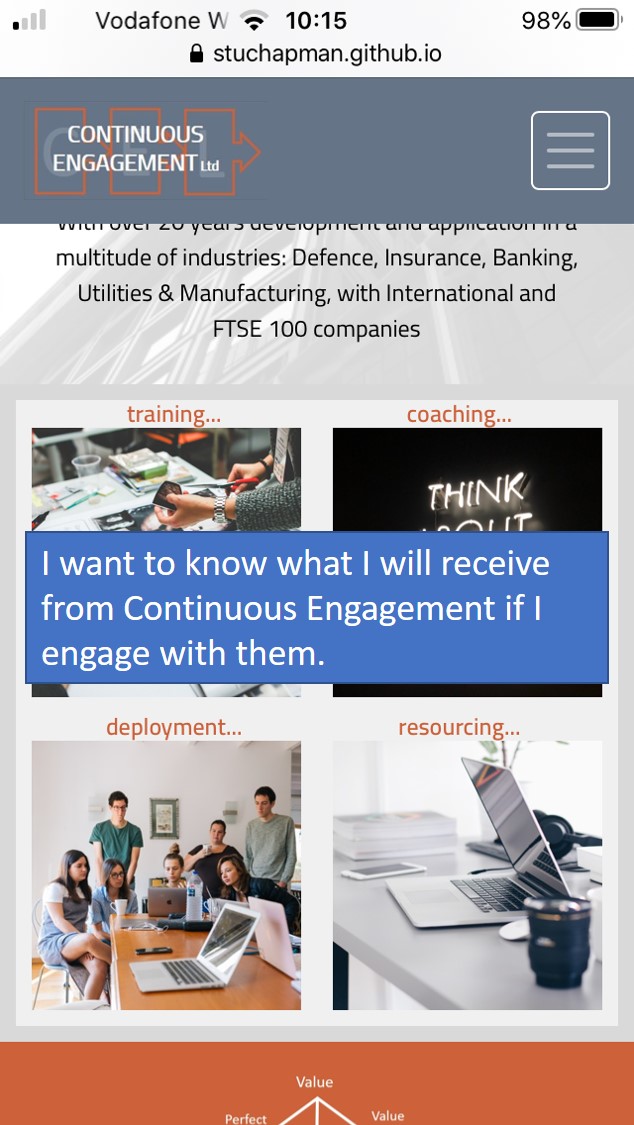 Vodafone W 10:15 98%
stuchapman.github.io
CONTINUOUS
ENGAGEMENT Ltd
With over 20 years development and application in a
multitude of industries: Defence, Insurance, Banking,
Utilities & Manufacturing, with International and
FTSE 100 companies
training...
coaching...
THINK
ABOUT
I want to know what I will receive
from Continuous Engagement if I
engage with them.
deployment...
resourcing...
Value
Perfect
Value